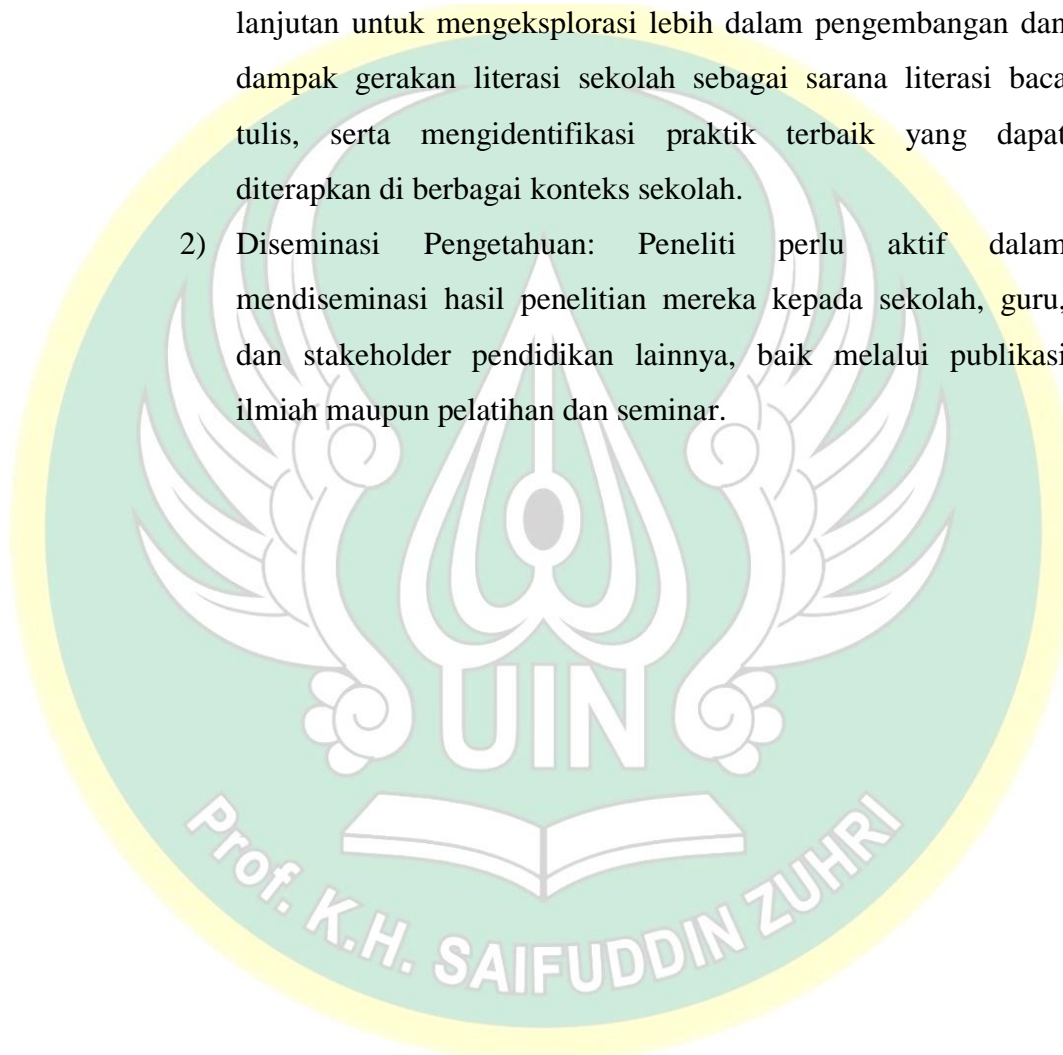 lanjutan untuk mengeksplorasi lebih dalam pengembangan dan
dampak gerakan literasi sekolah sebagai sarana literasi baca
tulis, serta mengidentifikasi praktik terbaik yang dapat
diterapkan di berbagai konteks sekolah.
2) Diseminasi Pengetahuan: Peneliti perlu aktif dalam
mendiseminasi hasil penelitian mereka kepada sekolah, guru,
dan stakeholder pendidikan lainnya, baik melalui publikasi
ilmiah maupun pelatihan dan seminar.
UIN
Prof. K.H. SAIFUDDIN ZUHRI